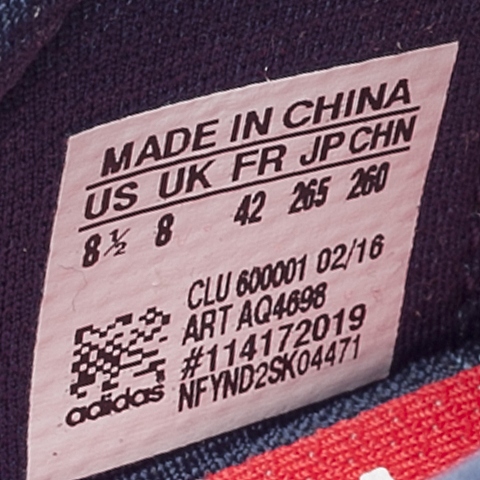 MADE IN CHINA
US UK FR JP CHN
8½ 8 42 265 260
CLU 600001 02/16
ART AQ4698
#114172019
NFYND2SK04471
adidas